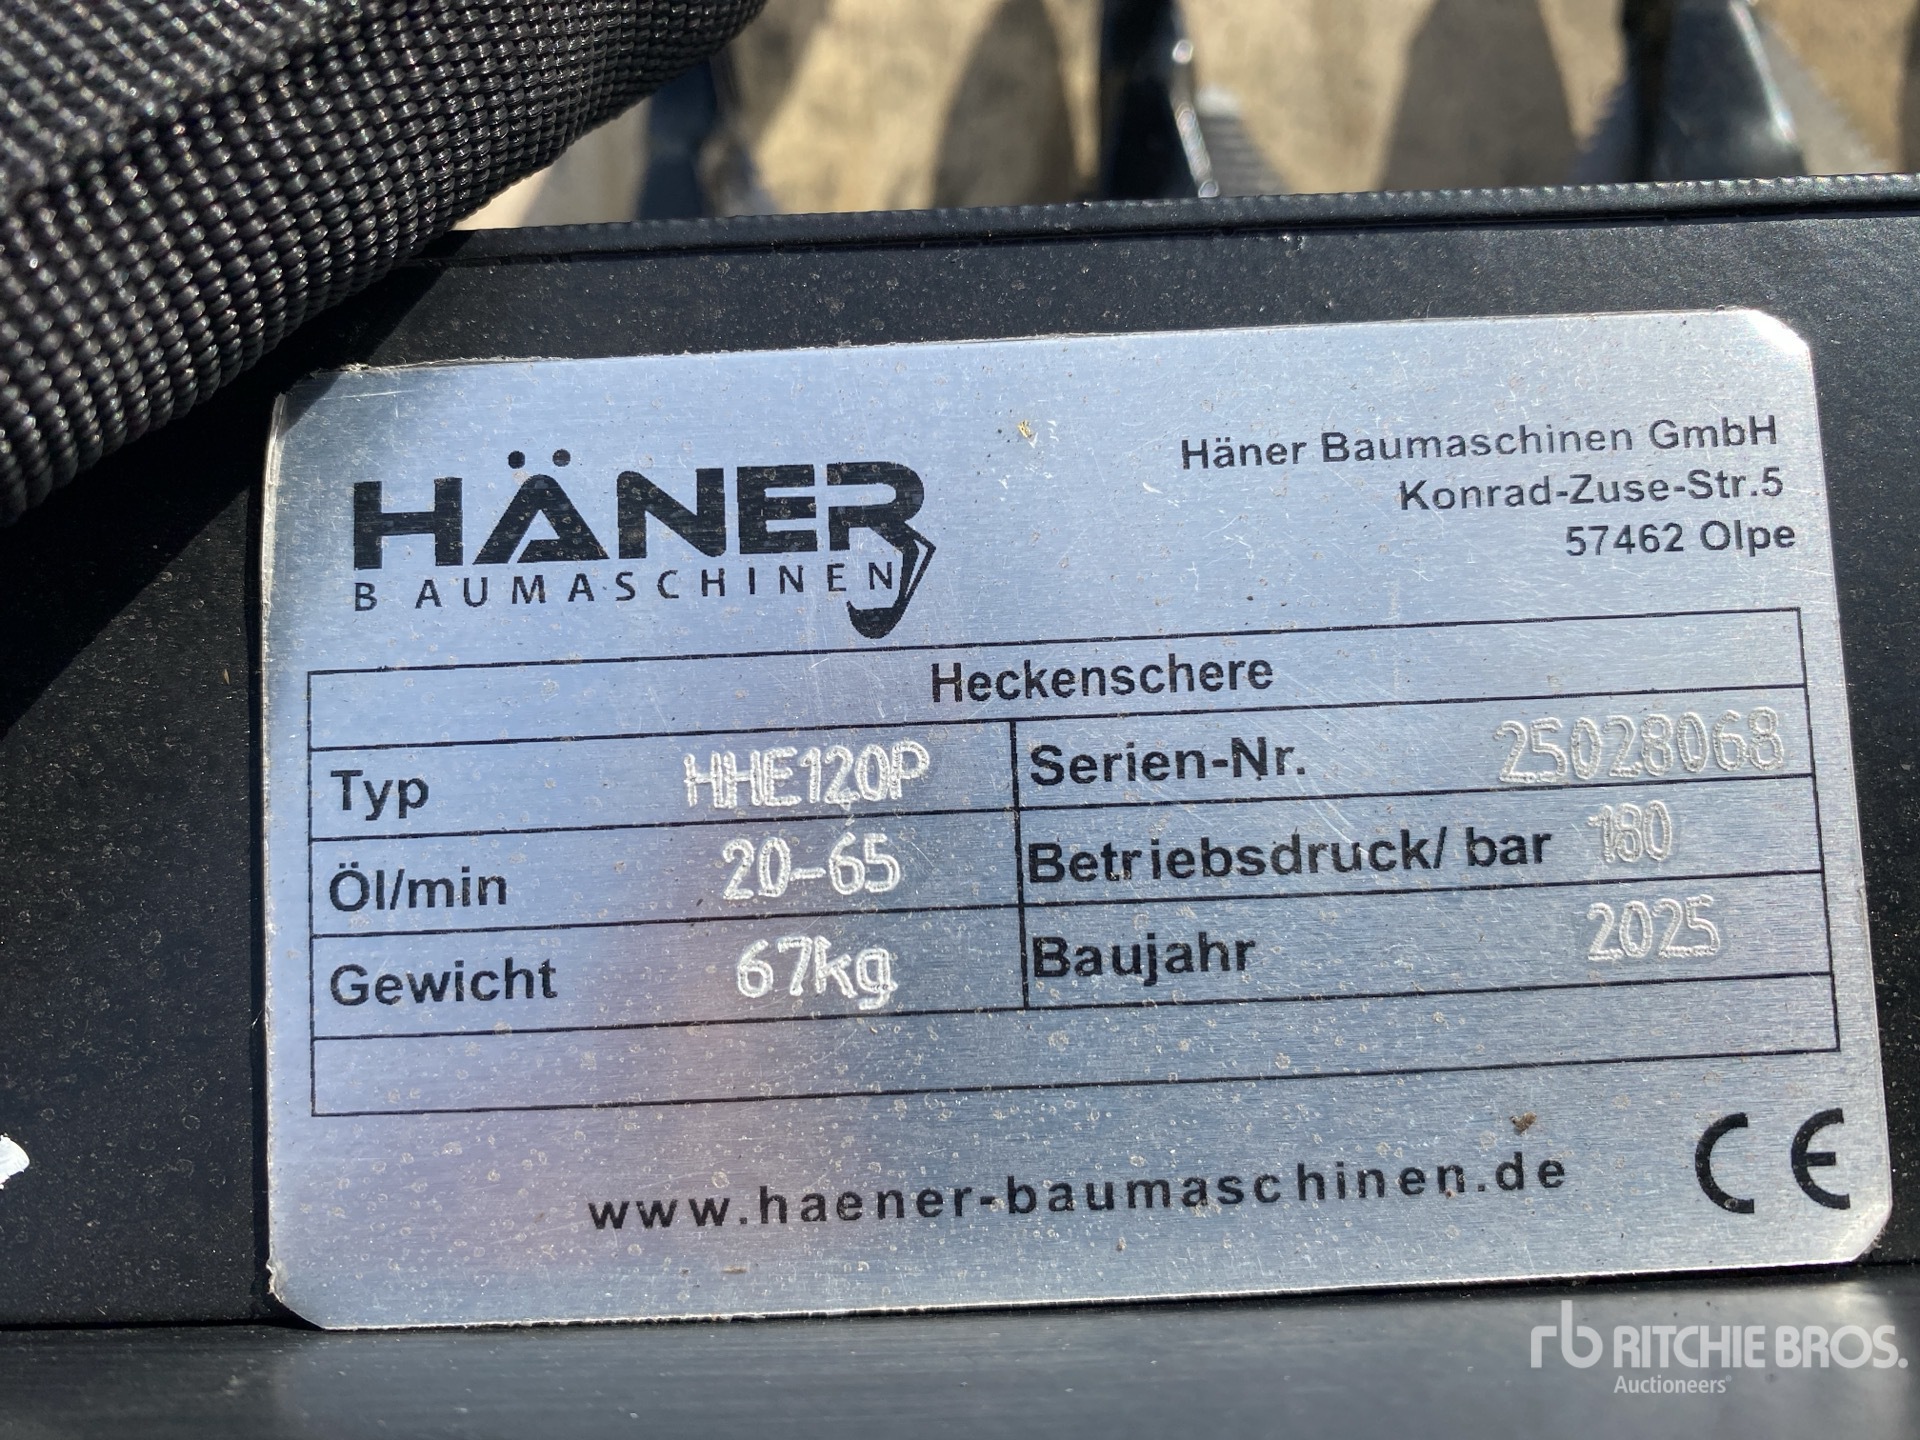 HÄNER
BAUMASCHINEN
Häner Baumaschinen GmbH
Konrad-Zuse-Str.5
57462 Olpe
Heckenschere
Typ HHE120P Serien-Nr. 25028068
Öl/min 20-65 Betriebsdruck/ bar 180
Gewicht 67kg Baujahr 2025
www.haener-baumaschinen.de CE
rb RITCHIE BROS.
Auctioneers